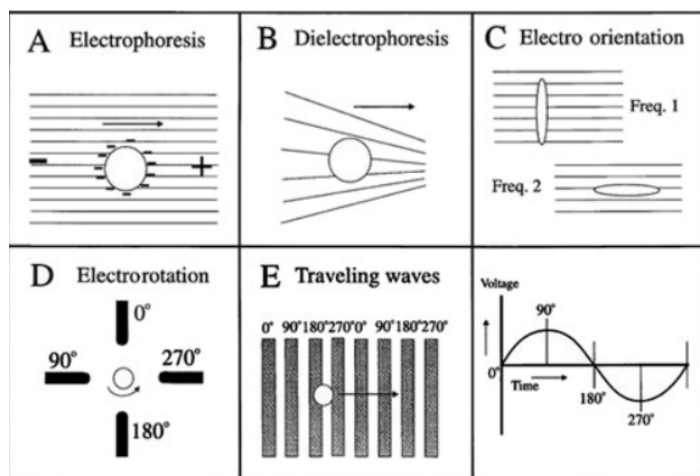 A Electrophoresis
B Dielectrophoresis
C Electro orientation
Freq. 1
Freq. 2
- +
D Electrorotation
0°
90° 270°
180°
E Traveling waves
0° 90° 180° 270° 0° 90° 180° 270°
Voltage
90°
0°
Time
180°
270°